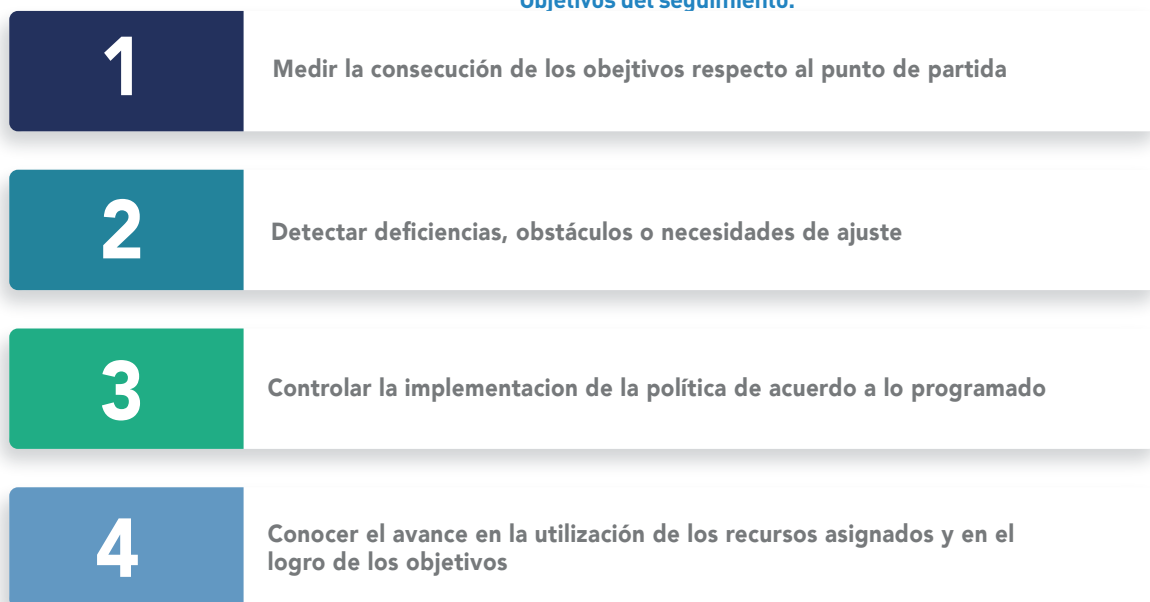 Objetivos del seguimiento.
1
Medir la consecución de los obejtivos respecto al punto de partida
2
Detectar deficiencias, obstáculos o necesidades de ajuste
3
Controlar la implementacion de la política de acuerdo a lo programado
4
Conocer el avance en la utilización de los recursos asignados y en el
logro de los objetivos